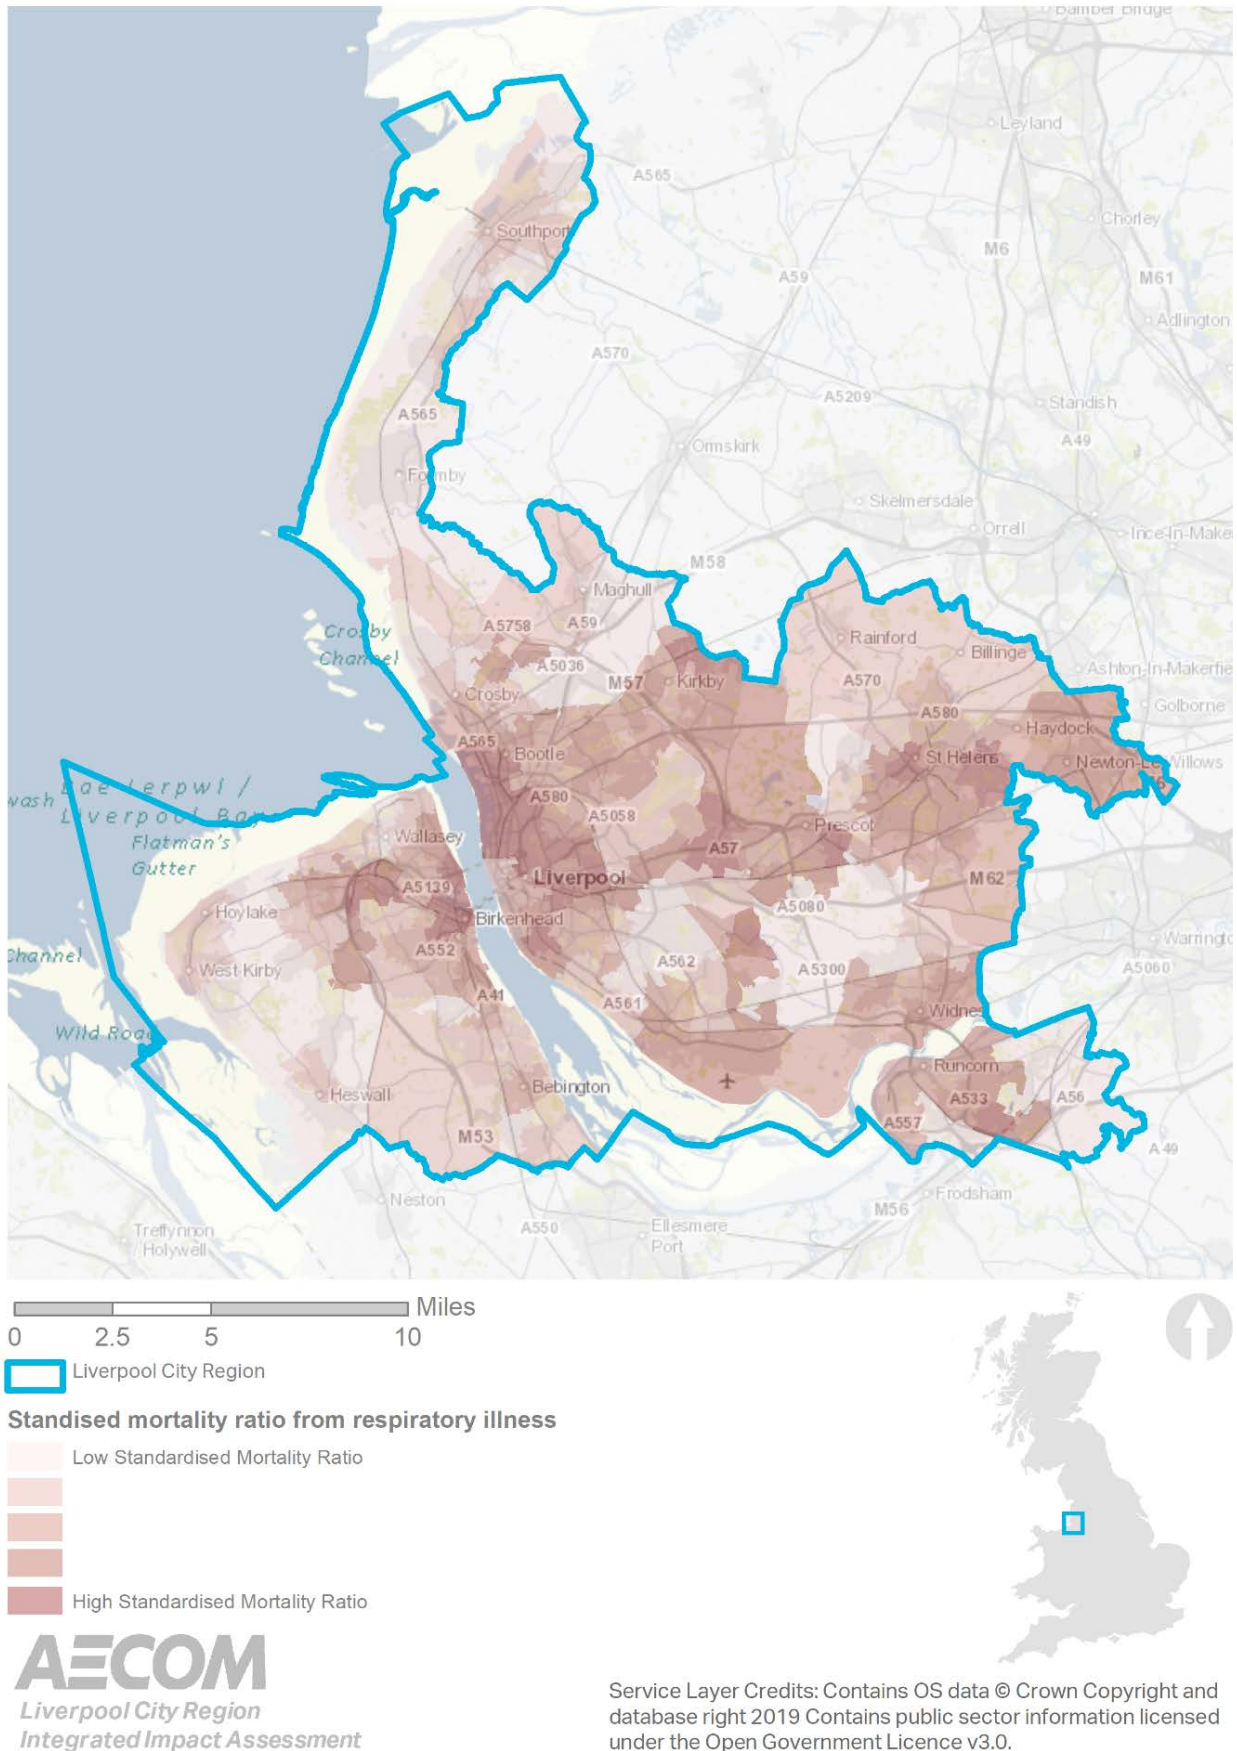 Bamber Bridge
Leyland
A565
Chorley
Southport
M6
A59
M61
Adlington
A570
A5209
Standish
A565
A49
Ormskirk
Formby
Skelmersdale
Orrell
Ince-In-Make
M58
Maghull
Crosby
Channel
A5758
A59
Rainford
A5036
Billinge
Ashton-In-Makerfie
M57
Kirkby
A570
Crosby
Golborne
A580
Haydock
A565
Bootle
St Helens
Newton-Le-Willows
Bae Lerpwl /
Liverpool Bay
wash
A580
Flatman's
Gutter
A5058
Wallasey
Prescot
A57
Liverpool
M62
A5139
A5080
Hoylake
Birkenhead
Warringto
Channel
A552
A562
West Kirby
A5300
A5060
A41
A561
Widnes
Wild Road
Runcorn
Heswall
Bebington
A533
A56
A557
M53
A49
Neston
Frodsham
M56
Treffynnon
Holywell
A550
Ellesmere
Port
Miles
0 2.5 5 10
Liverpool City Region
Standised mortality ratio from respiratory illness
Low Standardised Mortality Ratio
High Standardised Mortality Ratio
AECOM
Liverpool City Region
Integrated Impact Assessment
Service Layer Credits: Contains OS data © Crown Copyright and
database right 2019 Contains public sector information licensed
under the Open Government Licence v3.0.